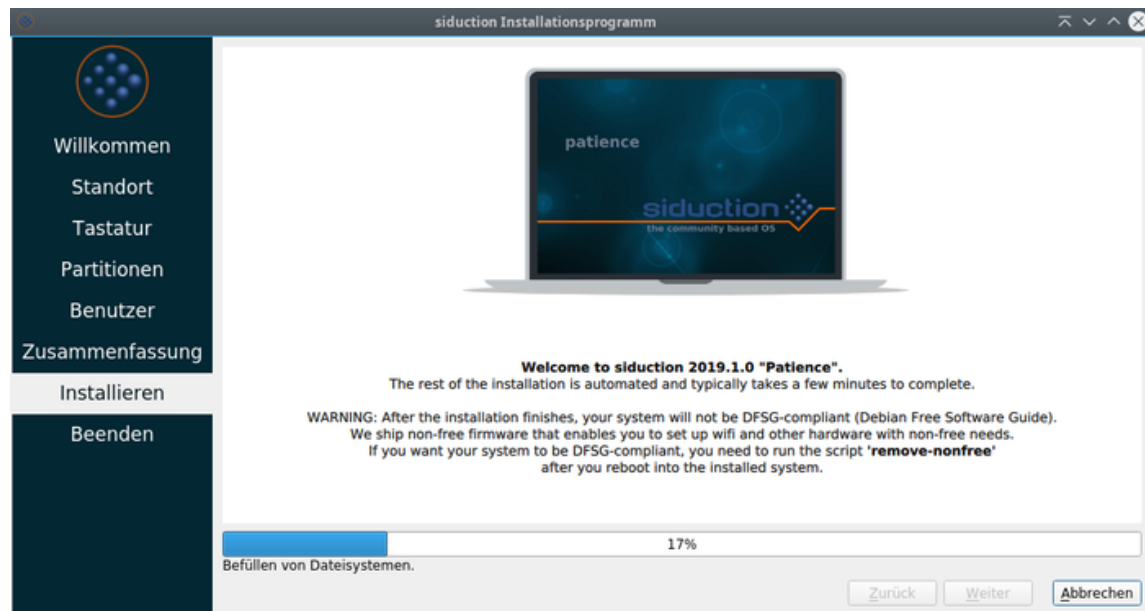 siduction Installationsprogramm
Willkommen
Standort
Tastatur
Partitionen
Benutzer
Zusammenfassung
Installieren
Beenden
patience
siduction
the community based OS
Welcome to siduction 2019.1.0 "Patience".
The rest of the installation is automated and typically takes a few minutes to complete.
WARNING: After the installation finishes, your system will not be DFSG-compliant (Debian Free Software Guide).
We ship non-free firmware that enables you to set up wifi and other hardware with non-free needs.
If you want your system to be DFSG-compliant, you need to run the script 'remove-nonfree'
after you reboot into the installed system.
17%
Befüllen von Dateisystemen.
Zurück Weiter Abbrechen